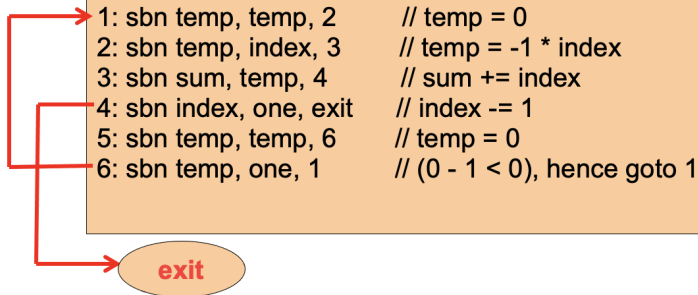 1: sbn temp, temp, 2 // temp = 0
2: sbn temp, index, 3 // temp = -1 * index
3: sbn sum, temp, 4 // sum += index
4: sbn index, one, exit // index -= 1
5: sbn temp, temp, 6 // temp = 0
6: sbn temp, one, 1 // (0 - 1 < 0), hence goto 1
exit